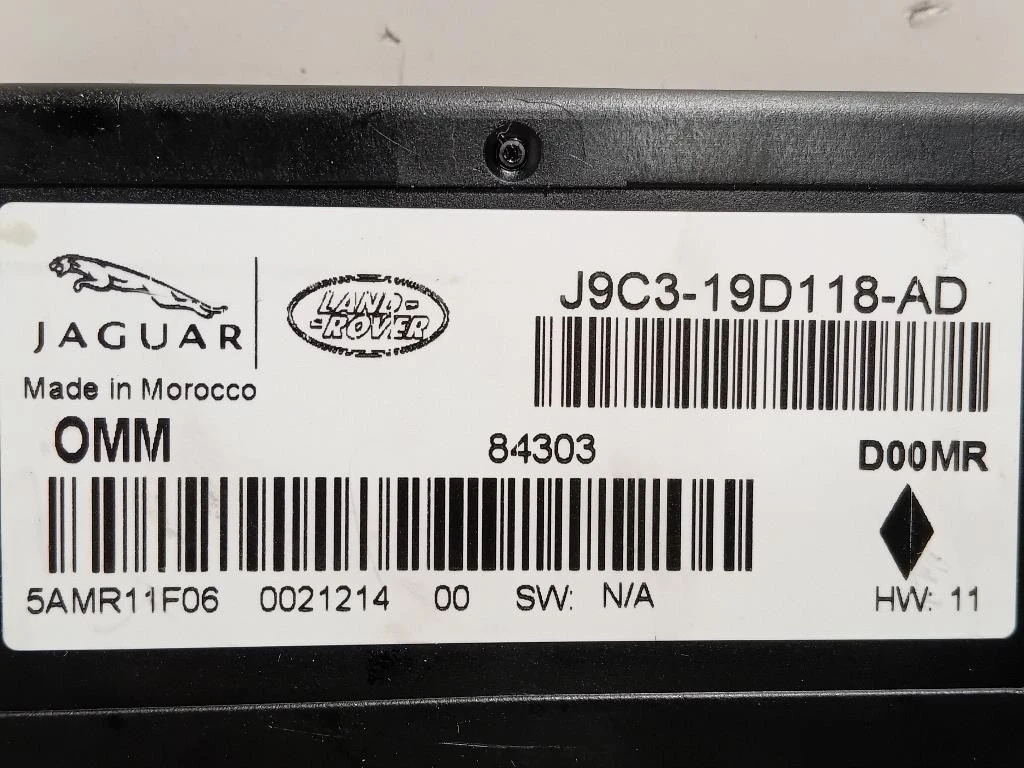 JAGUAR
LAND-
-ROVER
J9C3-19D118-AD
Made in Morocco
OMM
84303
D00MR
5AMR11F06 0021214 00 SW: N/A
HW: 11